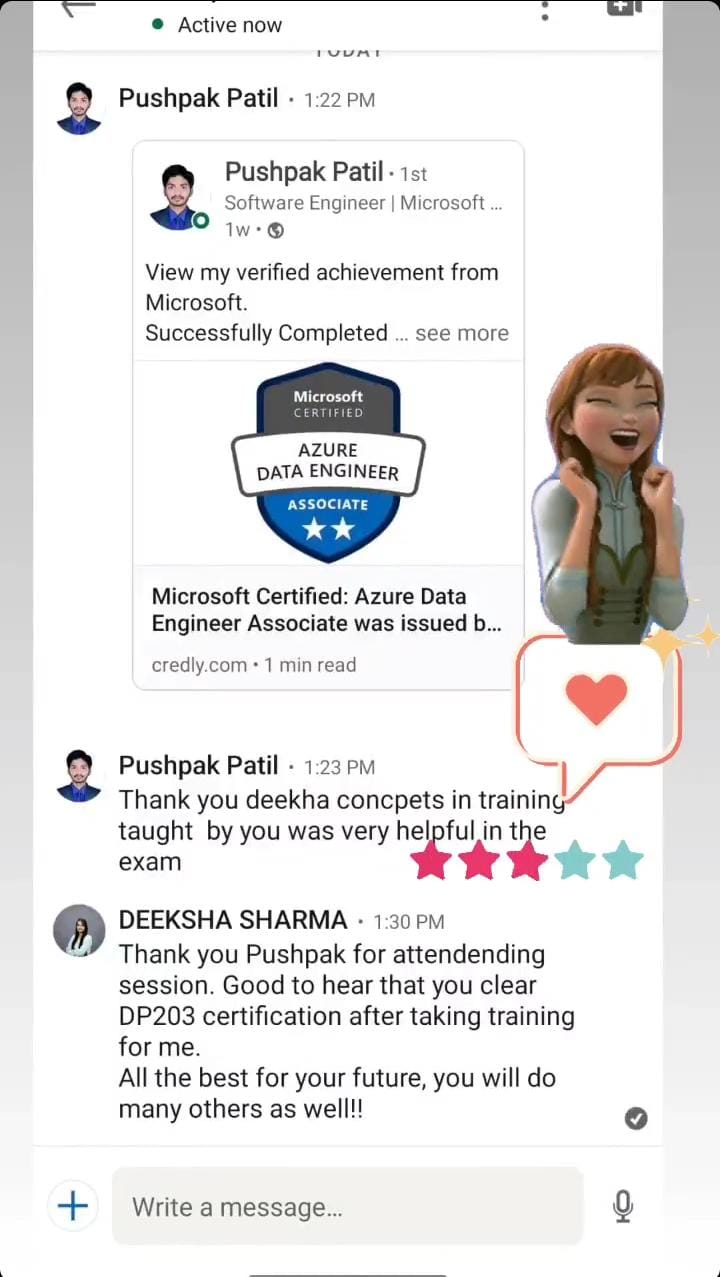 Active now
TODAY
Pushpak Patil • 1:22 PM
Pushpak Patil • 1st
Software Engineer | Microsoft ...
1w •
View my verified achievement from
Microsoft.
Successfully Completed ... see more
Microsoft
CERTIFIED
AZURE
DATA ENGINEER
ASSOCIATE
Microsoft Certified: Azure Data
Engineer Associate was issued b...
credly.com • 1 min read
Pushpak Patil • 1:23 PM
Thank you deekha concpets in training
taught by you was very helpful in the
exam
DEEKSHA SHARMA • 1:30 PM
Thank you Pushpak for attendending
session. Good to hear that you clear
DP203 certification after taking training
for me.
All the best for your future, you will do
many others as well!!
Write a message...